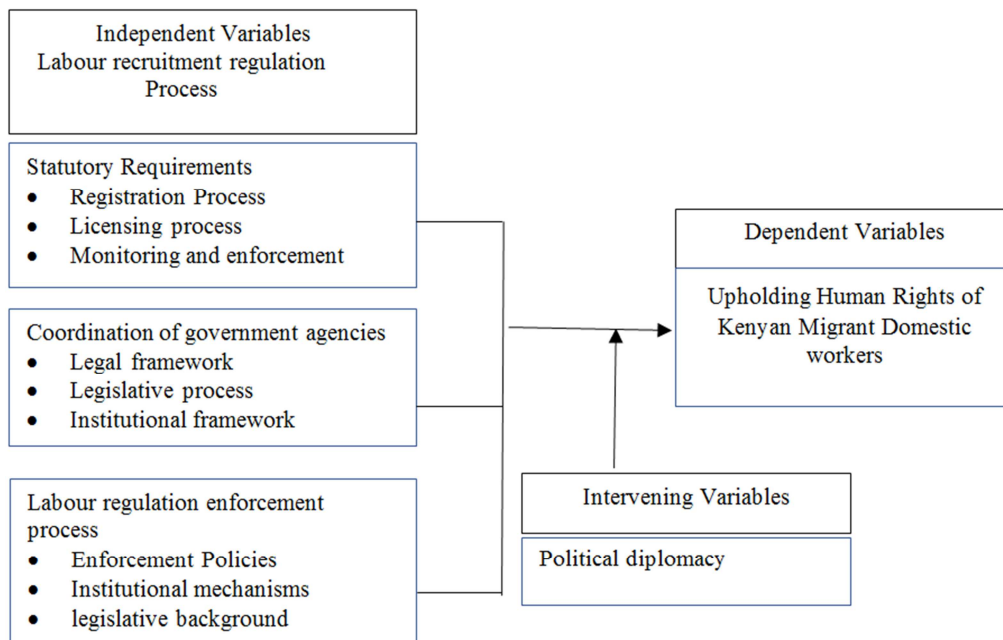 Independent Variables
Labour recruitment regulation
Process
Statutory Requirements
• Registration Process
• Licensing process
• Monitoring and enforcement
Coordination of government agencies
• Legal framework
• Legislative process
• Institutional framework
Labour regulation enforcement
process
• Enforcement Policies
• Institutional mechanisms
• legislative background
Dependent Variables
Upholding Human Rights of
Kenyan Migrant Domestic
workers
Intervening Variables
Political diplomacy